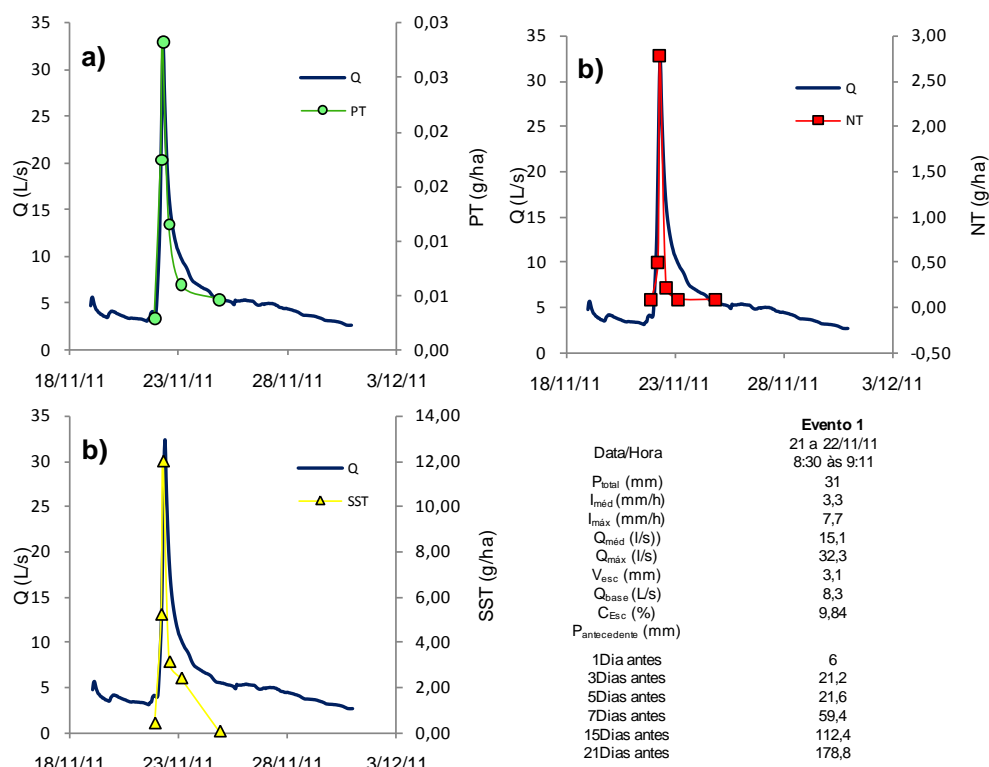 a)
35
30
25
20
15
10
5
0
Q (L/s)
0,03
0,03
0,02
0,02
0,01
0,01
0,00
PT (g/ha)
Q
PT
18/11/11 23/11/11 28/11/11 3/12/11
b)
35
30
25
20
15
10
5
0
Q (L/s)
3,00
2,50
2,00
1,50
1,00
0,50
0,00
-0,50
NT (g/ha)
Q
NT
18/11/11 23/11/11 28/11/11 3/12/11
b)
35
30
25
20
15
10
5
0
Q (L/s)
14,00
12,00
10,00
8,00
6,00
4,00
2,00
0,00
SST (g/ha)
Q
SST
18/11/11 23/11/11 28/11/11 3/12/11
Evento 1
Data/Hora 21 a 22/11/11
8:30 às 9:11
Ptotal (mm) 31
Iméd (mm/h) 3,3
Imáx (mm/h) 7,7
Qméd (l/s)) 15,1
Qmáx (l/s) 32,3
Vesc (mm) 3,1
Qbase (L/s) 8,3
CEsc (%) 9,84
Pantecedente (mm)
1Dia antes 6
3Dias antes 21,2
5Dias antes 21,6
7Dias antes 59,4
15Dias antes 112,4
21Dias antes 178,8